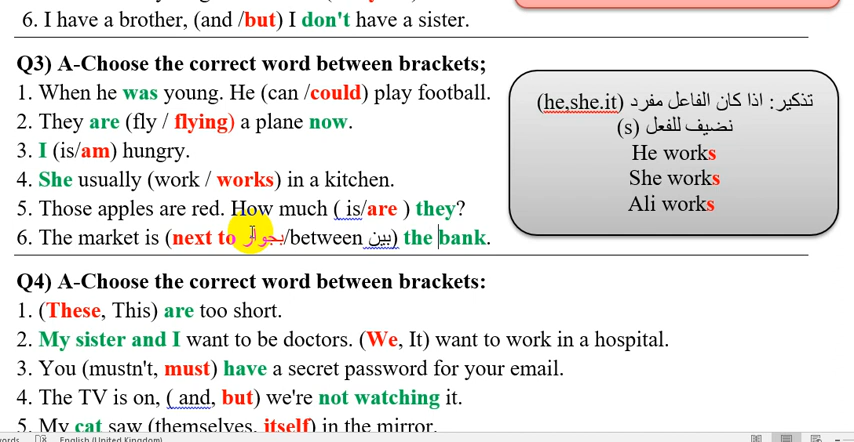 6. I have a brother, (and /but) I don't have a sister.
Q3) A-Choose the correct word between brackets;
1. When he was young. He (can /could) play football.
2. They are (fly / flying) a plane now.
3. I (is/am) hungry.
4. She usually (work / works) in a kitchen.
5. Those apples are red. How much ( is/are ) they?
6. The market is (next to بجوار/between بين) the bank.
تذكير: اذا كان الفاعل مفرد (he,she.it)
نضيف للفعل (s)
He works
She works
Ali works
Q4) A-Choose the correct word between brackets:
1. (These, This) are too short.
2. My sister and I want to be doctors. (We, It) want to work in a hospital.
3. You (mustn't, must) have a secret password for your email.
4. The TV is on, ( and, but) we're not watching it.
5. My cat saw (themselves, itself) in the mirror.
English (United Kingdom)